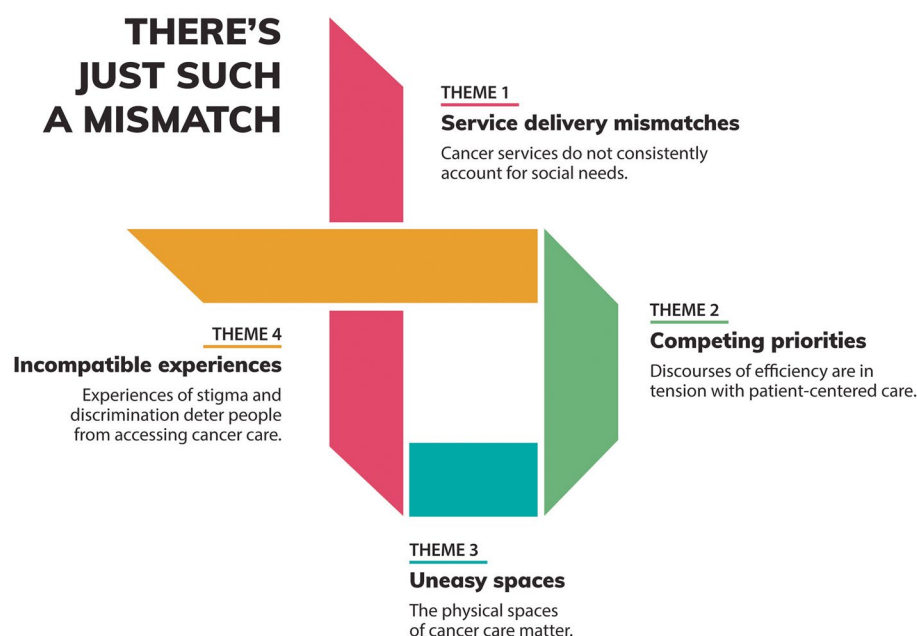 THERE'S
JUST SUCH
A MISMATCH
THEME 1
Service delivery mismatches
Cancer services do not consistently
account for social needs.
THEME 2
Competing priorities
Discourses of efficiency are in
tension with patient-centered care.
THEME 3
Uneasy spaces
The physical spaces
of cancer care matter.
THEME 4
Incompatible experiences
Experiences of stigma and
discrimination deter people
from accessing cancer care.